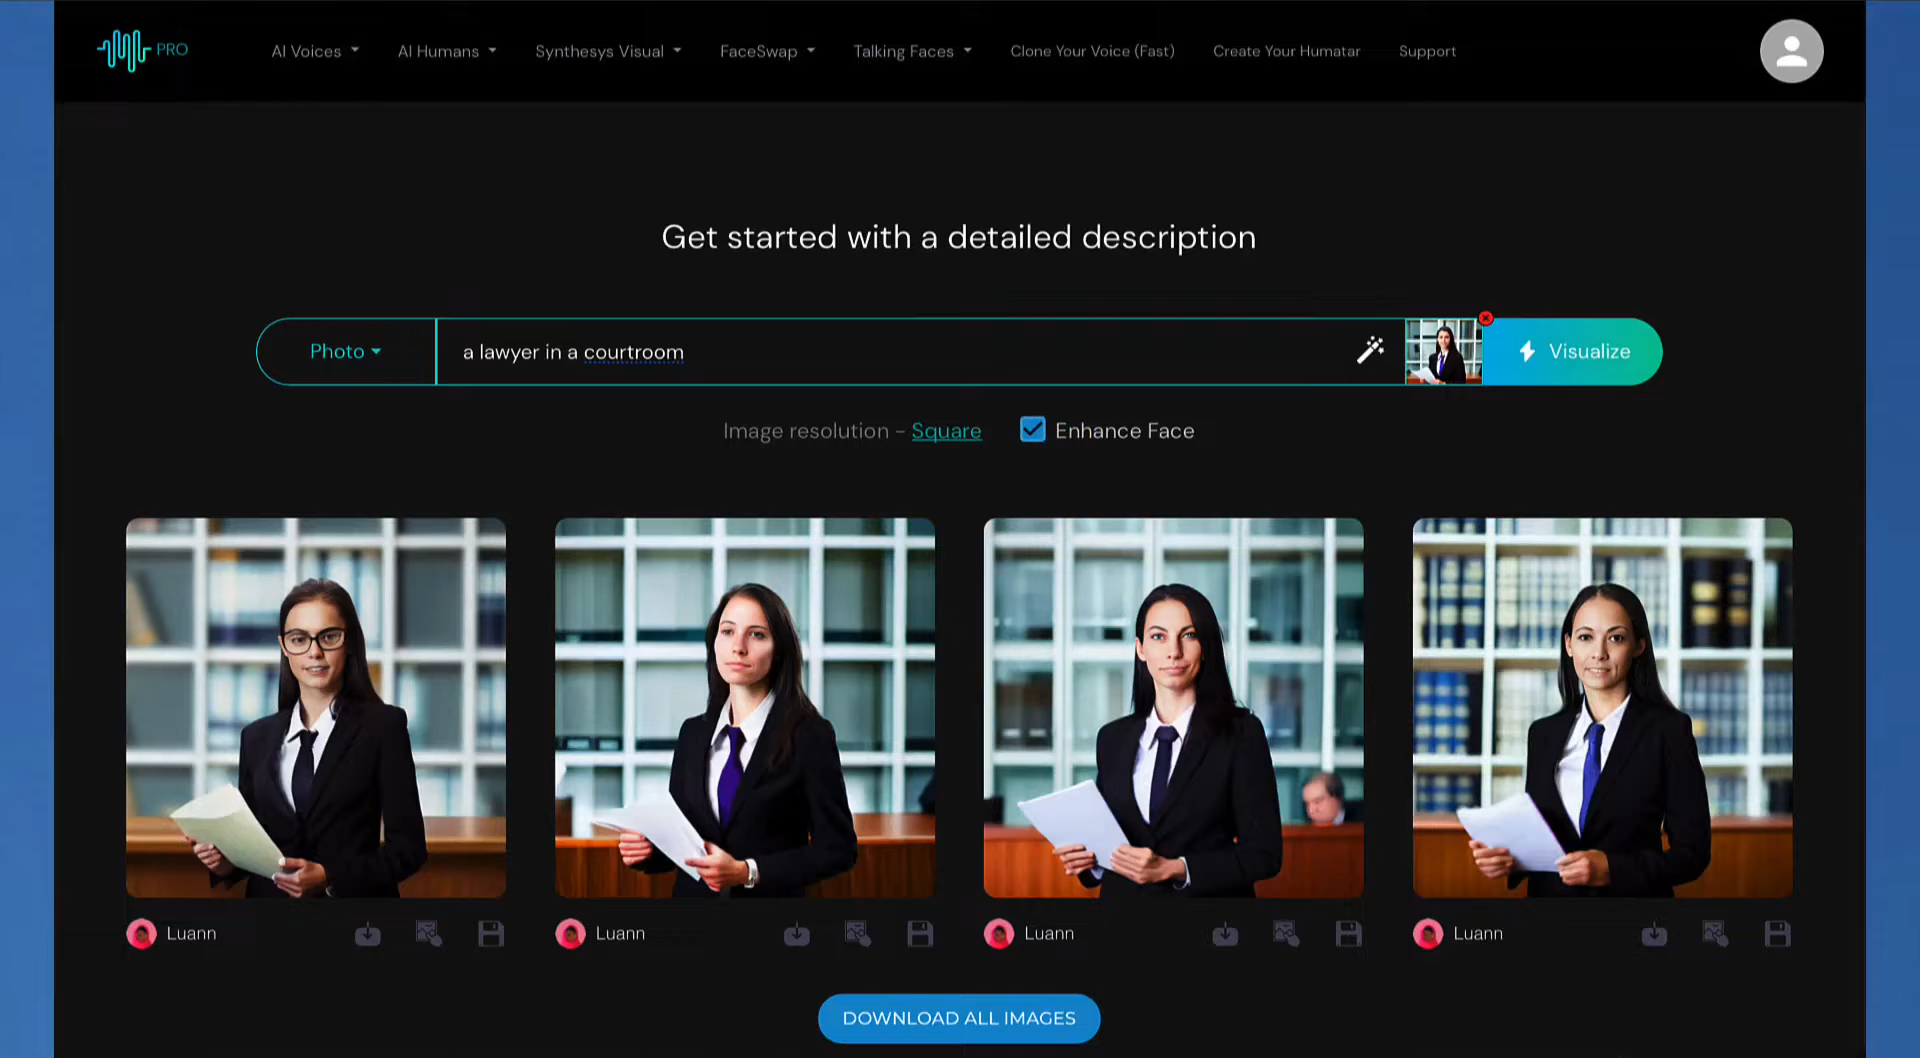 PRO AI Voices AI Humans Synthesys Visual FaceSwap Talking Faces Clone Your Voice (Fast) Create Your Humatar Support
Get started with a detailed description
Photo a lawyer in a courtroom Visualize
Image resolution - Square Enhance Face
Luann Luann Luann Luann
DOWNLOAD ALL IMAGES